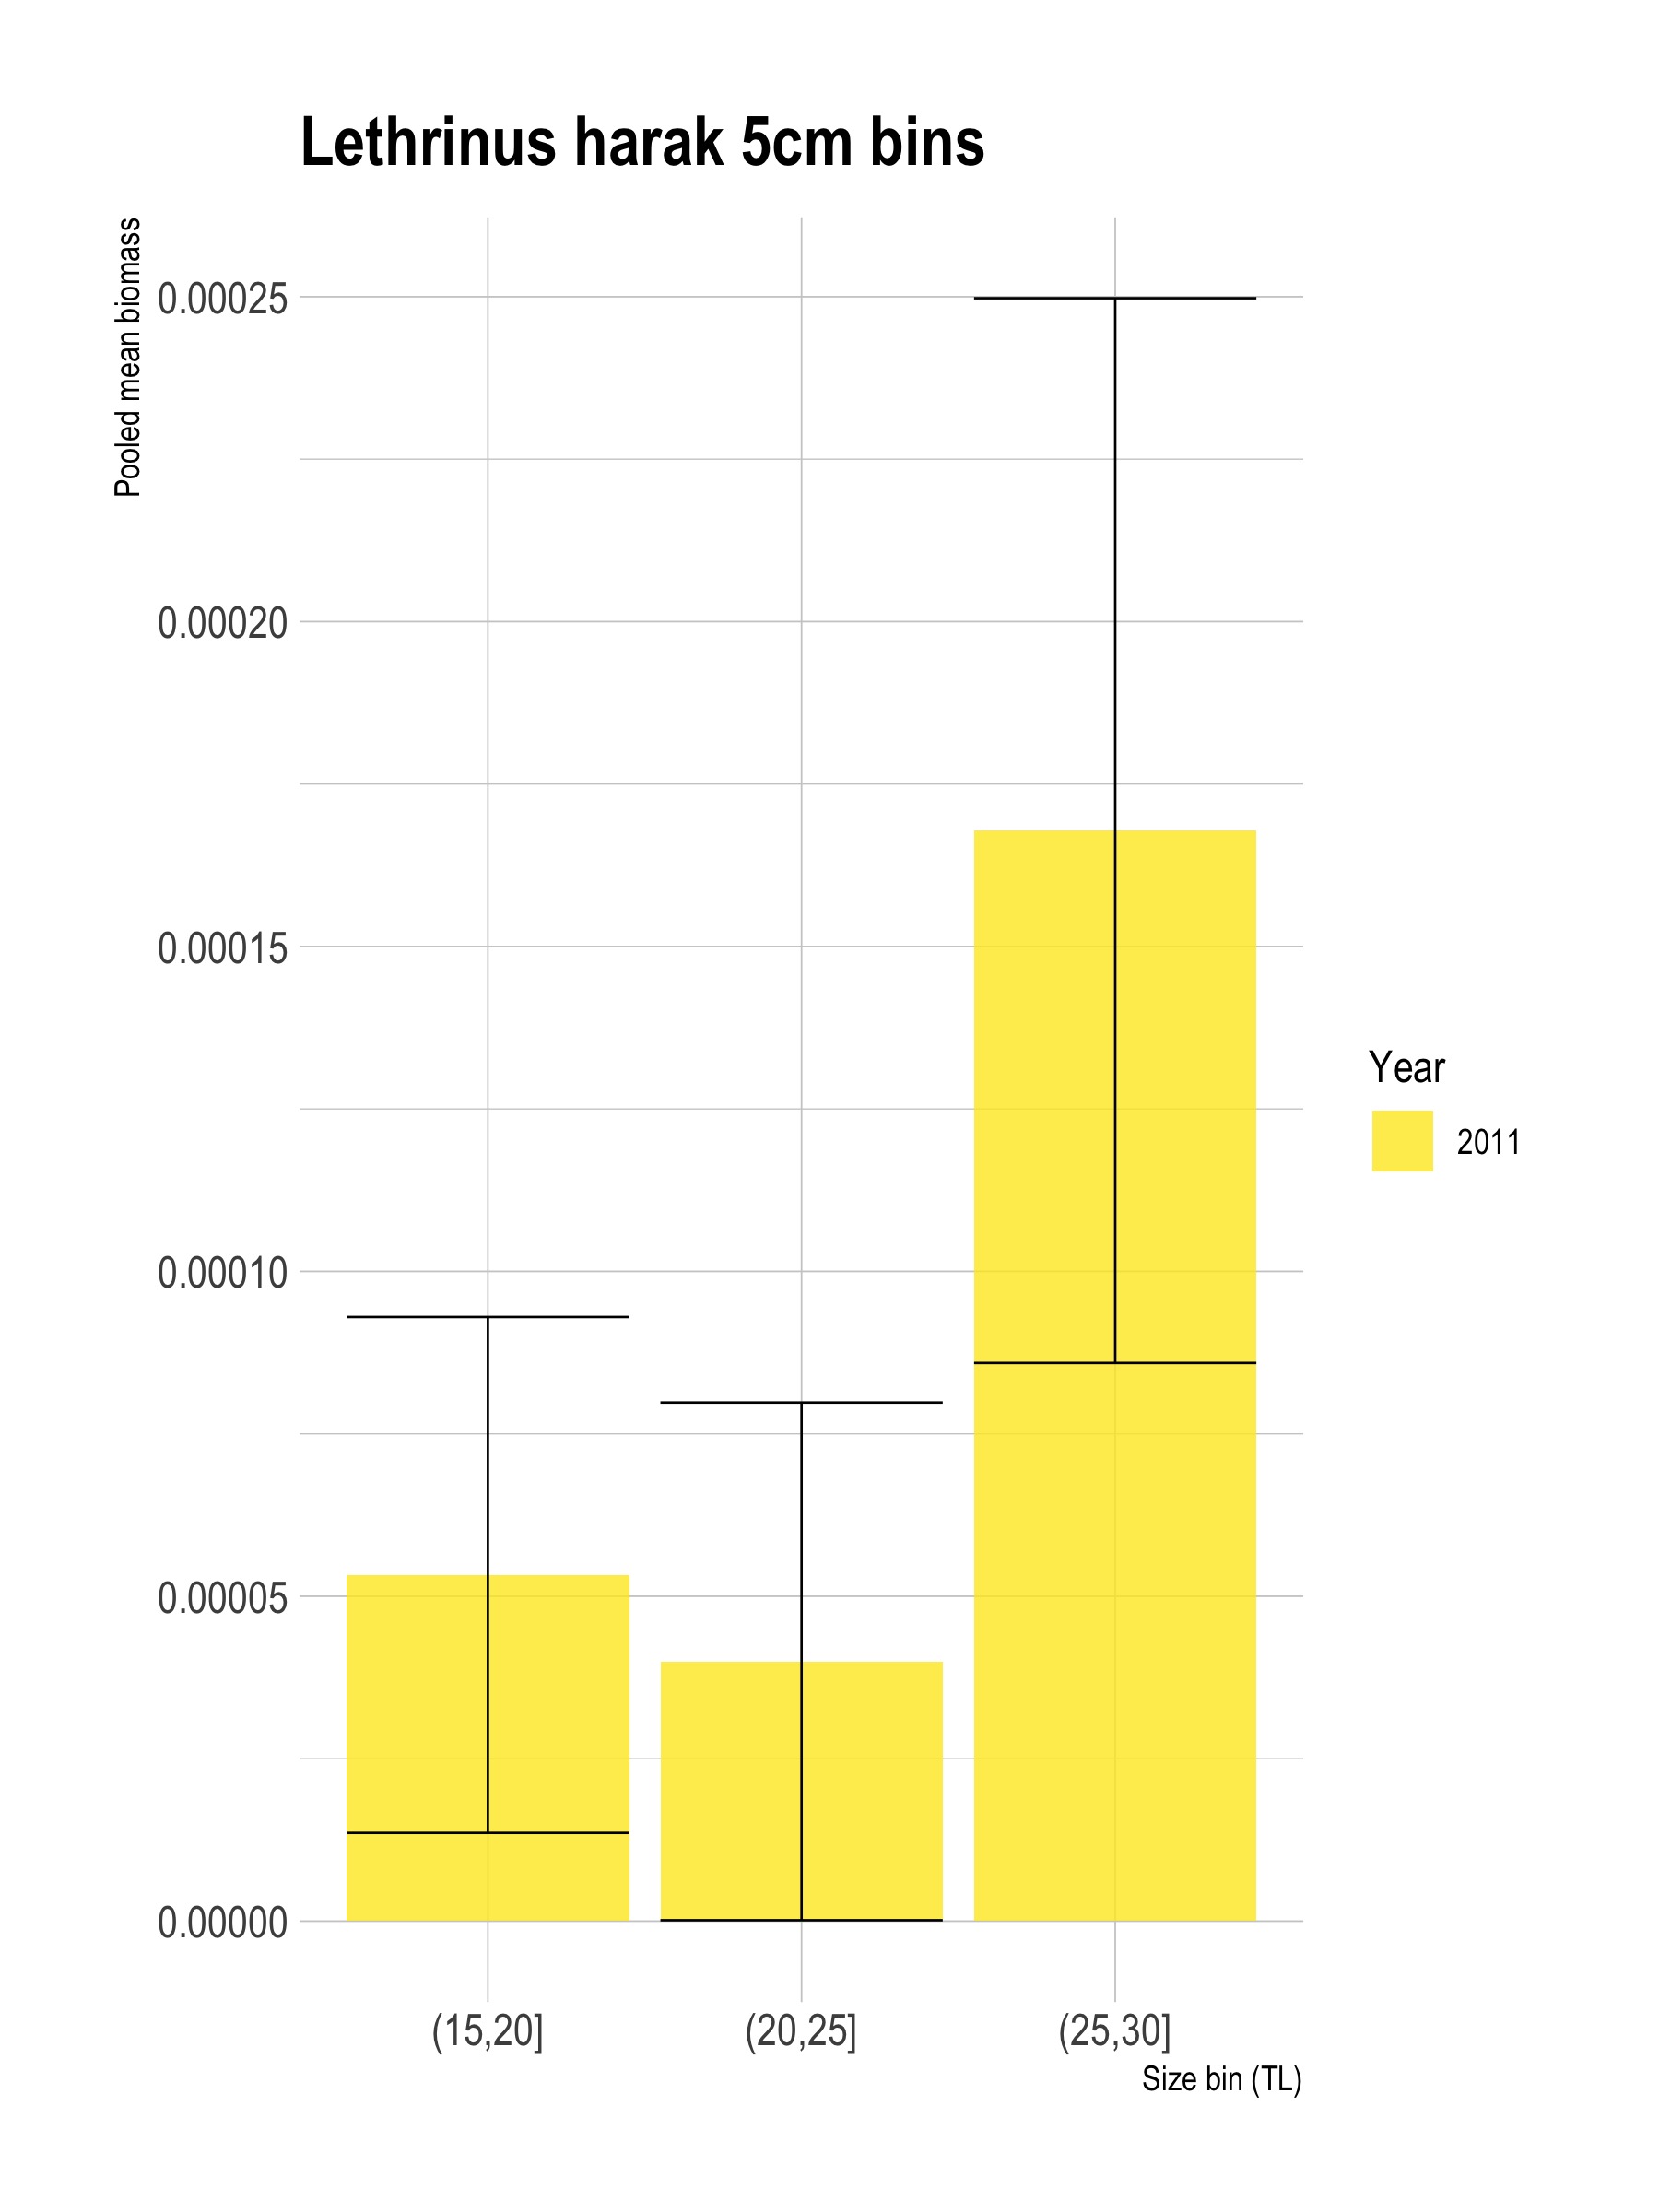 Lethrinus harak 5cm bins
Pooled mean biomass
0.00025
0.00020
0.00015
0.00010
0.00005
0.00000
(15,20] (20,25] (25,30]
Size bin (TL)
Year
2011